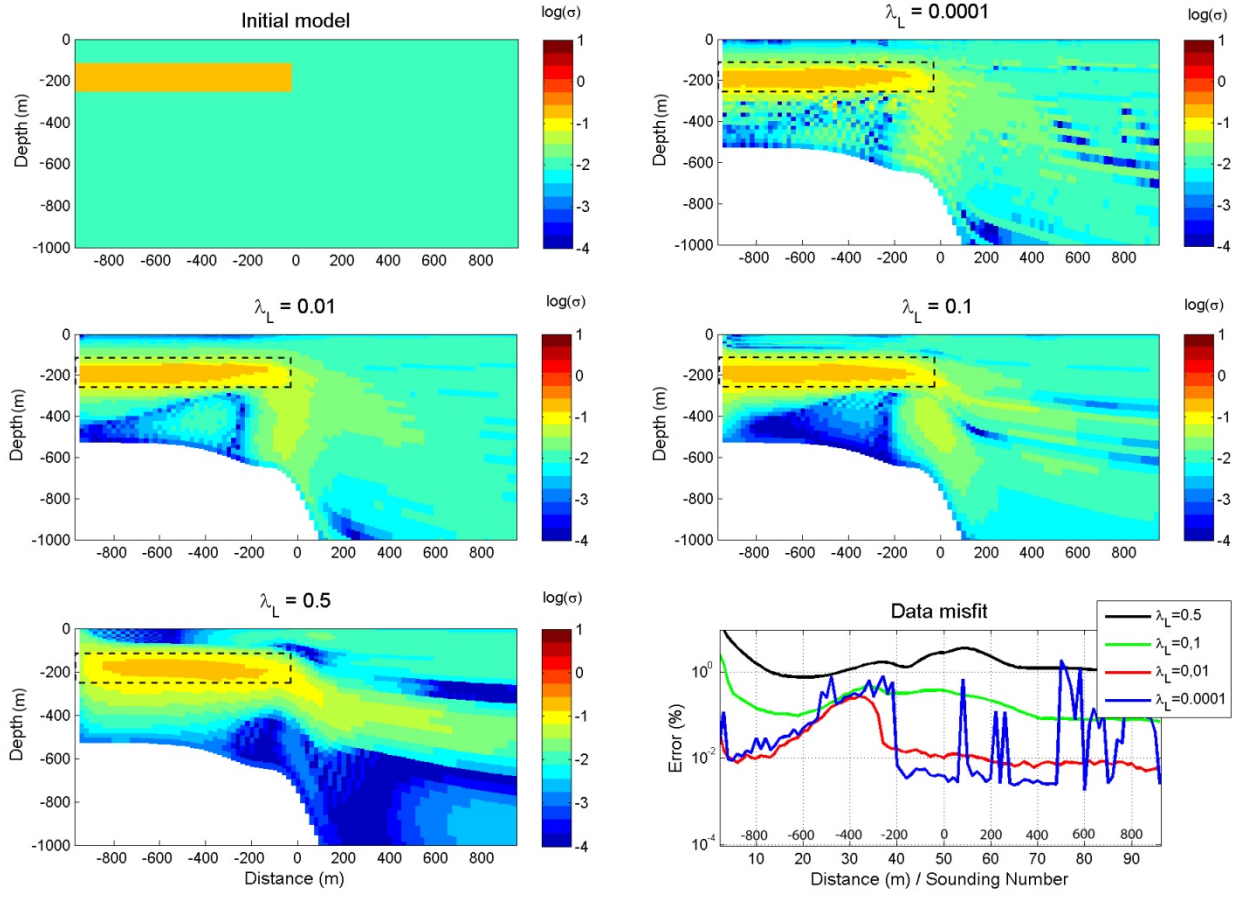 Initial model
log(σ)
0
-200
-400
-600
-800
-1000
Depth (m)
-800 -600 -400 -200 0 200 400 600 800
1
0
-1
-2
-3
-4
λL = 0.0001
log(σ)
0
-200
-400
-600
-800
-1000
Depth (m)
-800 -600 -400 -200 0 200 400 600 800
1
0
-1
-2
-3
-4
λL = 0.01
log(σ)
0
-200
-400
-600
-800
-1000
Depth (m)
-800 -600 -400 -200 0 200 400 600 800
1
0
-1
-2
-3
-4
λL = 0.1
log(σ)
0
-200
-400
-600
-800
-1000
Depth (m)
-800 -600 -400 -200 0 200 400 600 800
1
0
-1
-2
-3
-4
λL = 0.5
log(σ)
0
-200
-400
-600
-800
-1000
Depth (m)
-800 -600 -400 -200 0 200 400 600 800
Distance (m)
1
0
-1
-2
-3
-4
Data misfit
λL=0.5
λL=0,1
λL=0,01
λL=0.0001
10^0
10^-2
10^-4
Error (%)
-800 -600 -400 -200 0 200 400 600 800
10 20 30 40 50 60 70 80 90
Distance (m) / Sounding Number